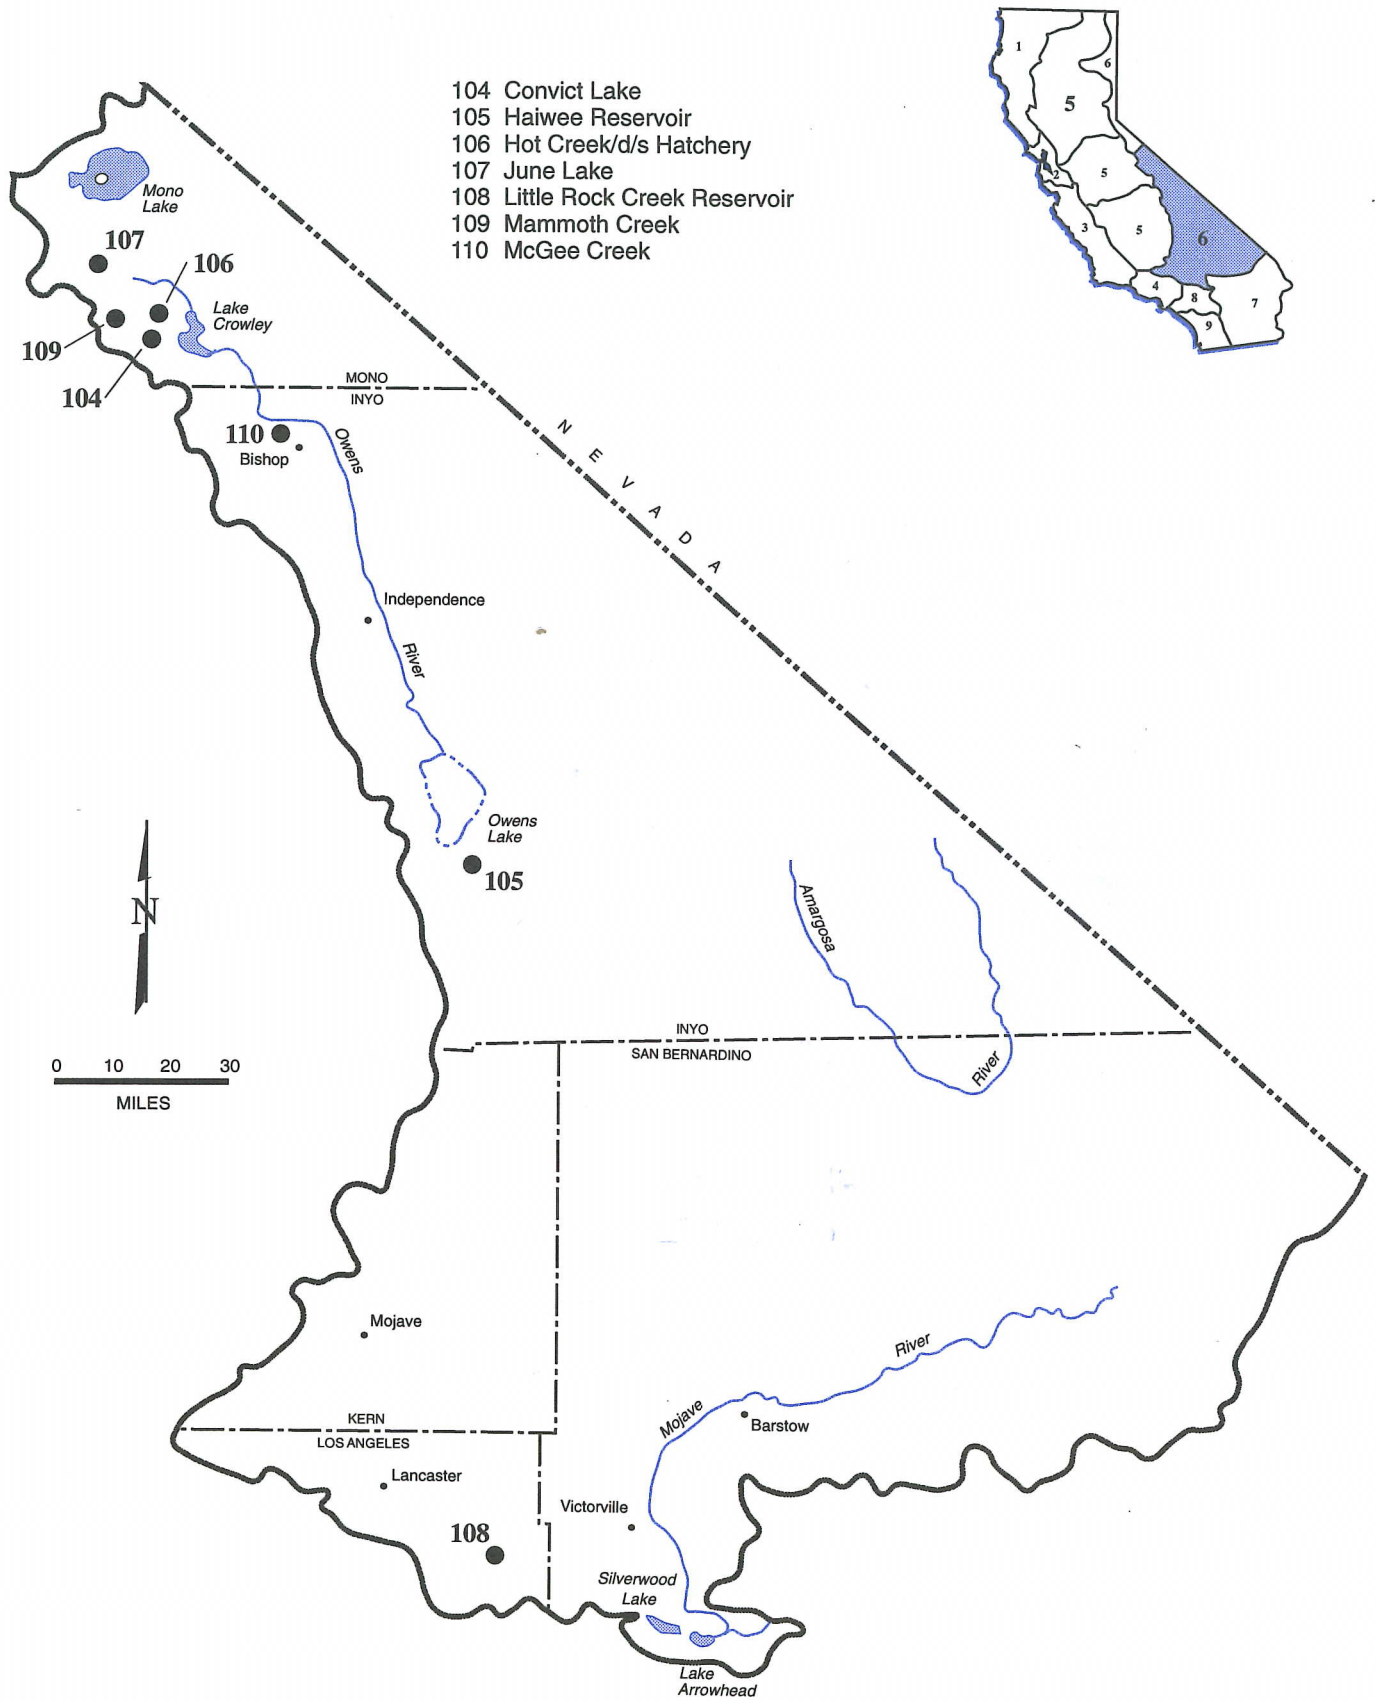 104 Convict Lake
105 Haiwee Reservoir
106 Hot Creek/d/s Hatchery
107 June Lake
108 Little Rock Creek Reservoir
109 Mammoth Creek
110 McGee Creek
1
6
5
5
2
3
5
6
4
8
7
9
Mono
Lake
107
106
Lake
Crowley
109
104
MONO
INYO
110
Bishop
Owens
NEVADA
Independence
River
Owens
Lake
105
Amargosa
N
INYO
SAN BERNARDINO
River
0 10 20 30
MILES
Mojave
River
Mojave
Barstow
KERN
LOS ANGELES
Lancaster
Victorville
108
Silverwood
Lake
Lake
Arrowhead